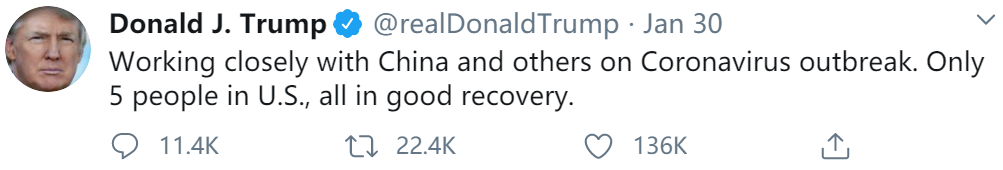 Donald J. Trump @realDonaldTrump · Jan 30
Working closely with China and others on Coronavirus outbreak. Only
5 people in U.S., all in good recovery.
11.4K 22.4K 136K